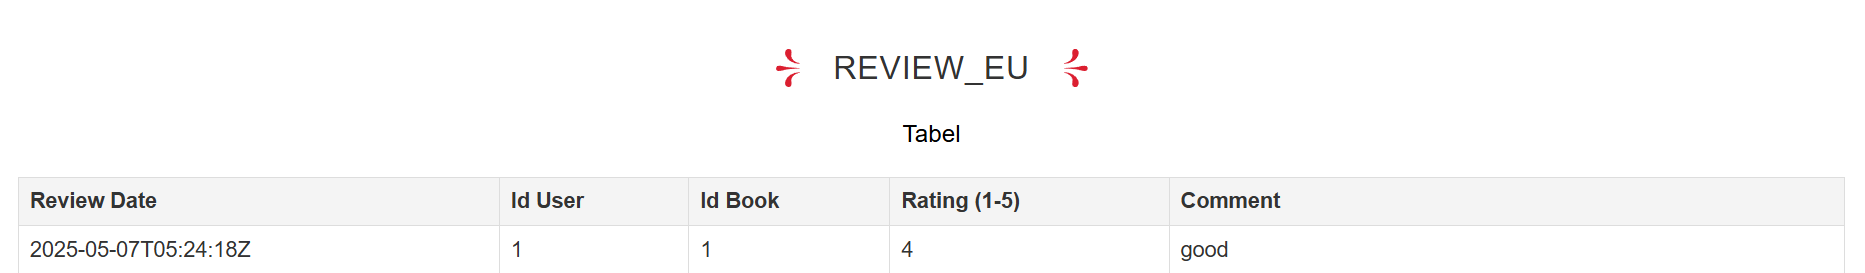 REVIEW_EU
Tabel
Review Date Id User Id Book Rating (1-5) Comment
2025-05-07T05:24:18Z 1 1 4 good